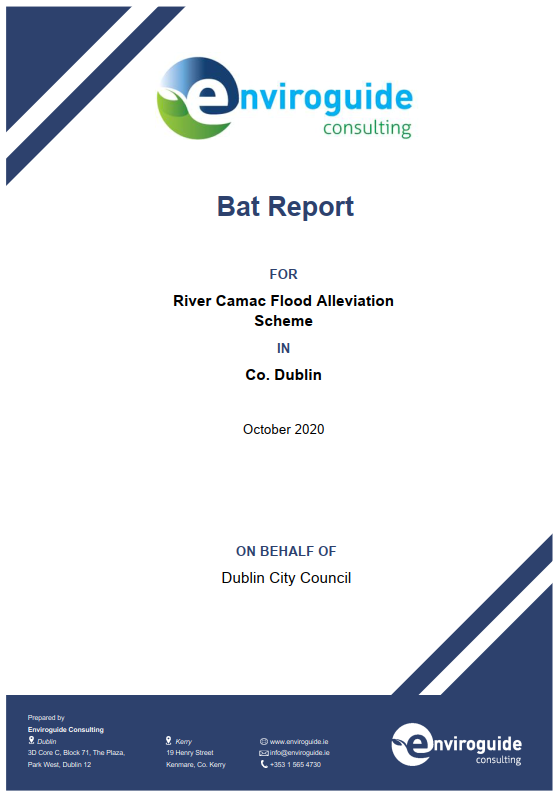 enviroguide
consulting
Bat Report
FOR
River Camac Flood Alleviation
Scheme
IN
Co. Dublin
October 2020
ON BEHALF OF
Dublin City Council
Prepared by
Enviroguide Consulting
Dublin
3D Core C, Block 71, The Plaza,
Park West, Dublin 12
Kerry
19 Henry Street
Kenmare, Co. Kerry
www.enviroguide.ie
info@enviroguide.ie
+353 1 565 4730
enviroguide
consulting